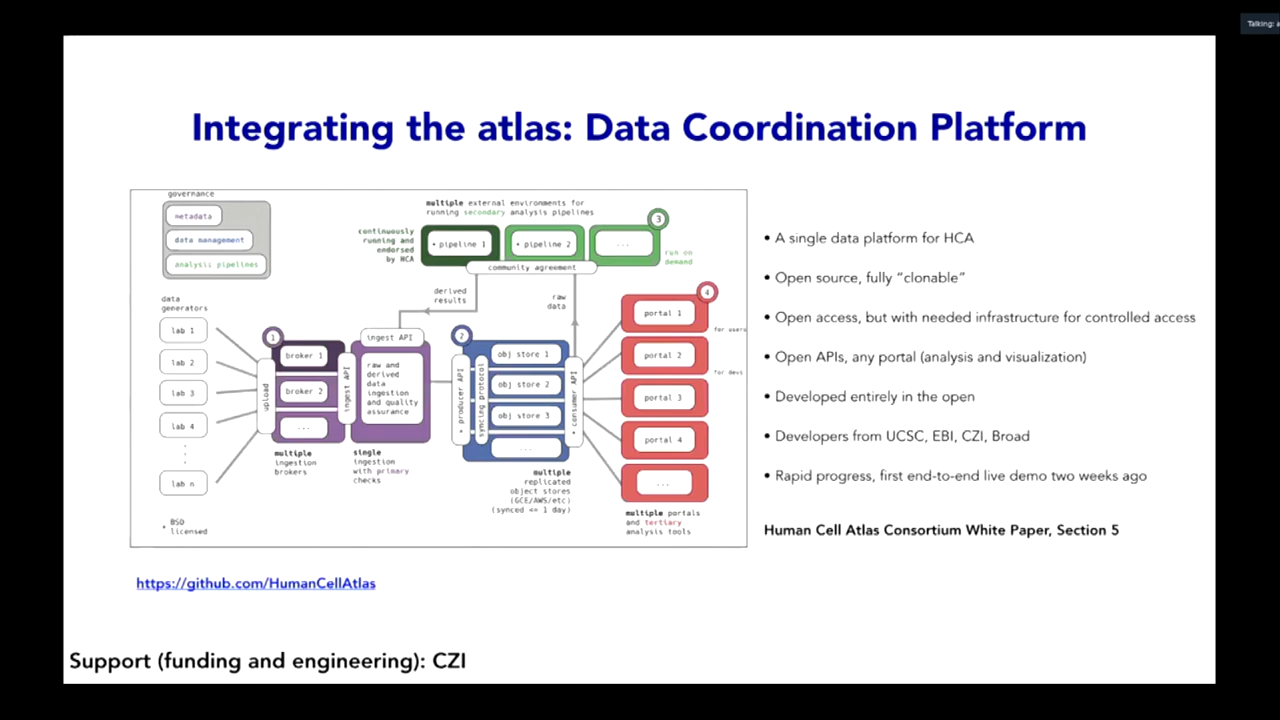 Talking: a
Integrating the atlas: Data Coordination Platform
governance
metadata
data management
analysis pipelines
multiple external environments for
running secondary analysis pipelines
continuously
running and
endorsed
by HCA
• pipeline 1
• pipeline 2
...
3
run on
demand
community agreement
derived
results
raw
data
data
generators
lab 1
lab 2
lab 3
lab 4
.
.
.
lab n
upload
1
broker 1
broker 2
...
multiple
ingestion
brokers
ingest API
ingest API
raw and
derived
data
ingestion
and quality
assurance
single
ingestion
with primary
checks
2
• producer API
syncing protocol
obj store 1
obj store 2
obj store 3
...
• consumer API
multiple
replicated
object stores
(GCE/AWS/etc)
(synced <= 1 day)
4
portal 1
for users
portal 2
for devs
portal 3
portal 4
...
multiple portals
and tertiary
analysis tools
• BSD
licensed
• A single data platform for HCA
• Open source, fully “clonable”
• Open access, but with needed infrastructure for controlled access
• Open APIs, any portal (analysis and visualization)
• Developed entirely in the open
• Developers from UCSC, EBI, CZI, Broad
• Rapid progress, first end-to-end live demo two weeks ago
Human Cell Atlas Consortium White Paper, Section 5
https://github.com/HumanCellAtlas
Support (funding and engineering): CZI